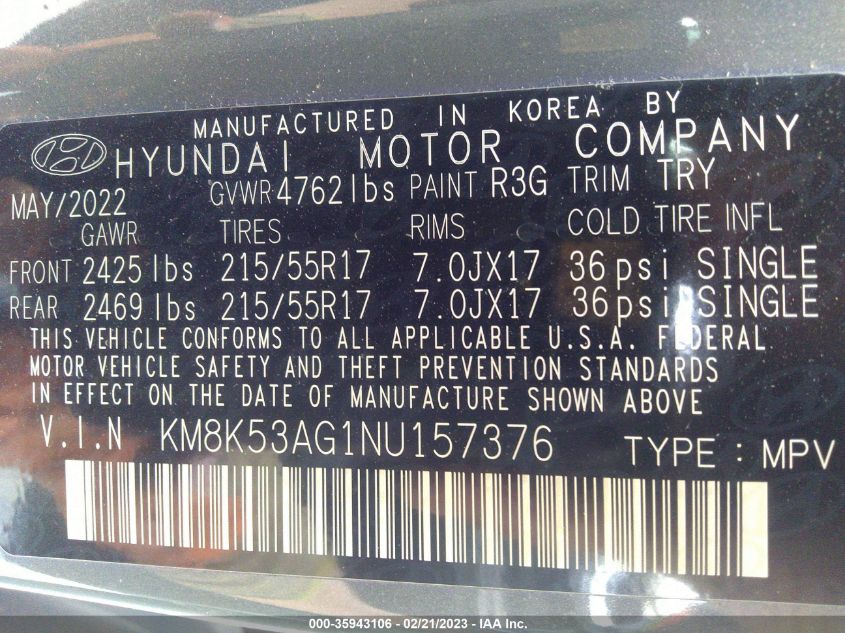 MANUFACTURED IN KOREA BY
HYUNDAI MOTOR COMPANY
MAY/2022 GVWR 4762 lbs PAINT R3G TRIM TRY
GAWR TIRES RIMS COLD TIRE INFL
FRONT 2425 lbs 215/55R17 7.0JX17 36psi SINGLE
REAR 2469 lbs 215/55R17 7.0JX17 36psi SINGLE
THIS VEHICLE CONFORMS TO ALL APPLICABLE U.S.A. FEDERAL
MOTOR VEHICLE SAFETY AND THEFT PREVENTION STANDARDS
IN EFFECT ON THE DATE OF MANUFACTURE SHOWN ABOVE
V.I.N KM8K53AG1NU157376 TYPE : MPV
000-35943106 - 02/21/2023 - IAA Inc.